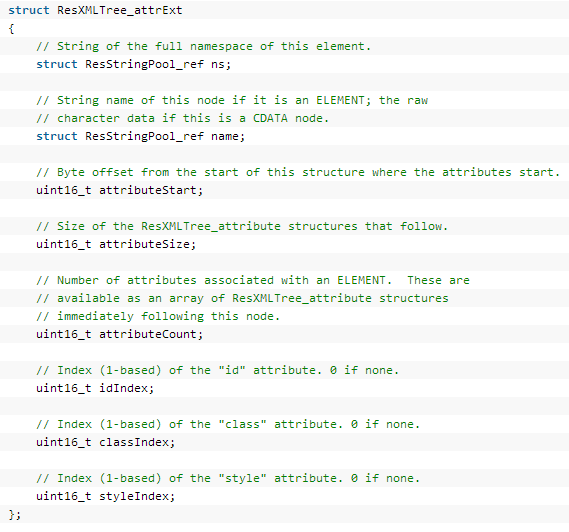 struct ResXMLTree_attrExt
{
    // String of the full namespace of this element.
    struct ResStringPool_ref ns;

    // String name of this node if it is an ELEMENT; the raw
    // character data if this is a CDATA node.
    struct ResStringPool_ref name;

    // Byte offset from the start of this structure where the attributes start.
    uint16_t attributeStart;

    // Size of the ResXMLTree_attribute structures that follow.
    uint16_t attributeSize;

    // Number of attributes associated with an ELEMENT.  These are
    // available as an array of ResXMLTree_attribute structures
    // immediately following this node.
    uint16_t attributeCount;

    // Index (1-based) of the "id" attribute. 0 if none.
    uint16_t idIndex;

    // Index (1-based) of the "class" attribute. 0 if none.
    uint16_t classIndex;

    // Index (1-based) of the "style" attribute. 0 if none.
    uint16_t styleIndex;
};